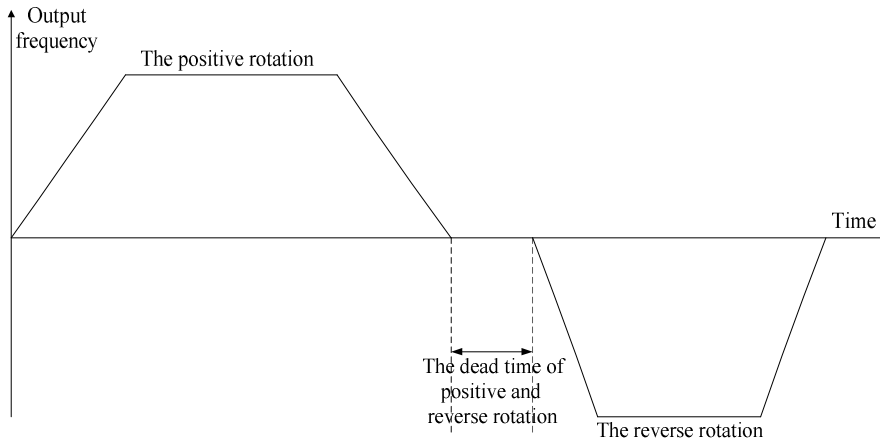 Output
frequency
The positive rotation
Time
The dead time of
positive and
reverse rotation
The reverse rotation